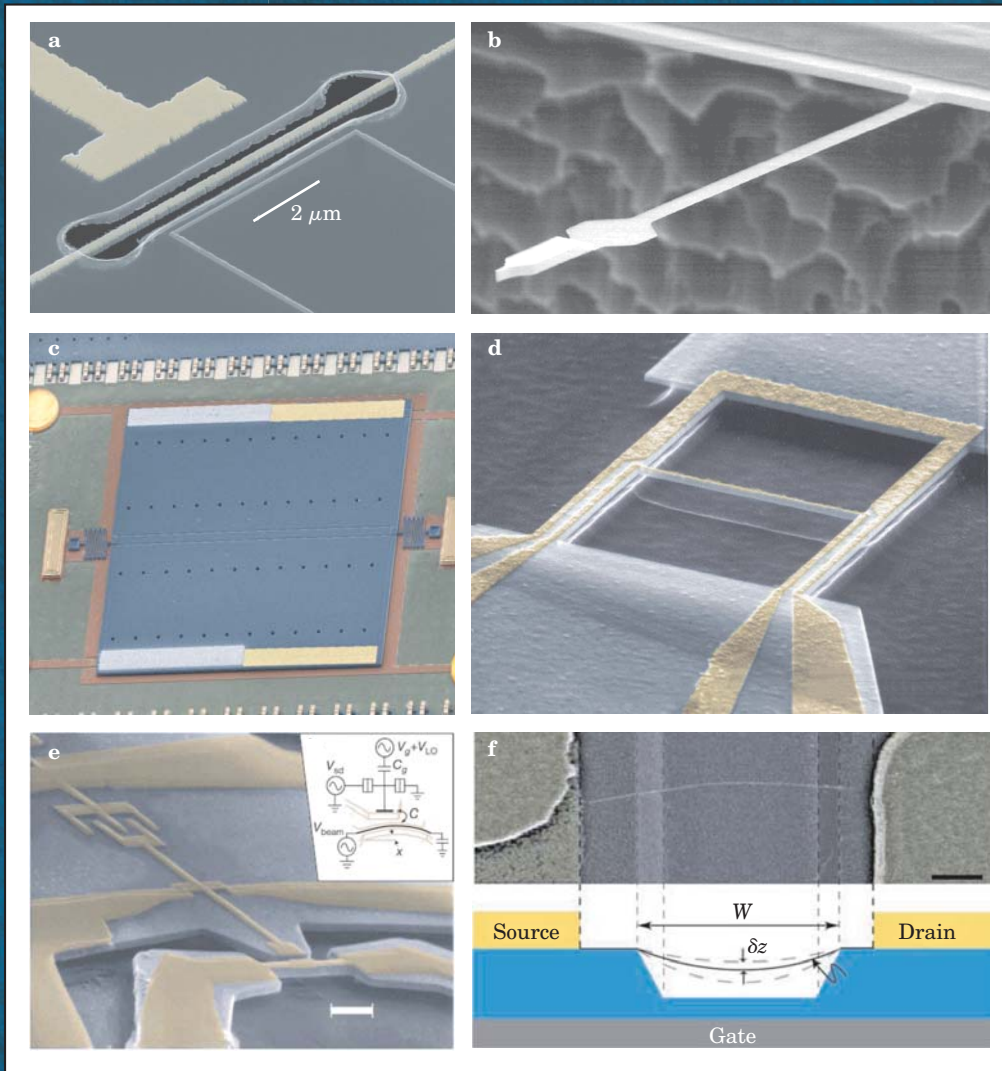 a
2 μm
b
c
d
e
V_g+V_LO
C_g
V_sd
C
V_beam
x
f
W
Source
δz
Drain
Gate